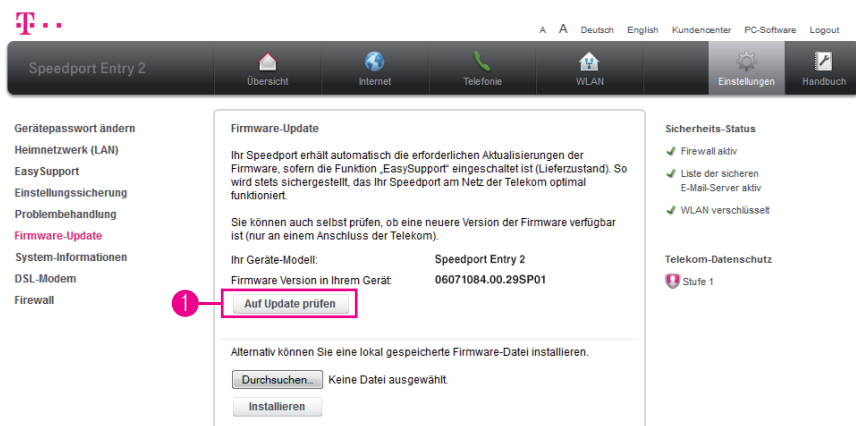 T
A A Deutsch English Kundencenter PC-Software Logout
Speedport Entry 2
Übersicht Internet Telefonie WLAN Einstellungen Handbuch
Gerätepasswort ändern
Heimnetzwerk (LAN)
EasySupport
Einstellungssicherung
Problembehandlung
Firmware-Update
System-Informationen
DSL-Modem
Firewall
Firmware-Update
Ihr Speedport erhält automatisch die erforderlichen Aktualisierungen der
Firmware, sofern die Funktion „EasySupport" eingeschaltet ist (Lieferzustand). So
wird stets sichergestellt, das Ihr Speedport am Netz der Telekom optimal
funktioniert.
Sie können auch selbst prüfen, ob eine neuere Version der Firmware verfügbar
ist (nur an einem Anschluss der Telekom).
Ihr Geräte-Modell: Speedport Entry 2
Firmware Version in Ihrem Gerät: 06071084.00.29SP01
1 Auf Update prüfen
Alternativ können Sie eine lokal gespeicherte Firmware-Datei installieren.
Durchsuchen... Keine Datei ausgewählt.
Installieren
Sicherheits-Status
Firewall aktiv
Liste der sicheren
E-Mail-Server aktiv
WLAN verschlüsselt
Telekom-Datenschutz
Stufe 1